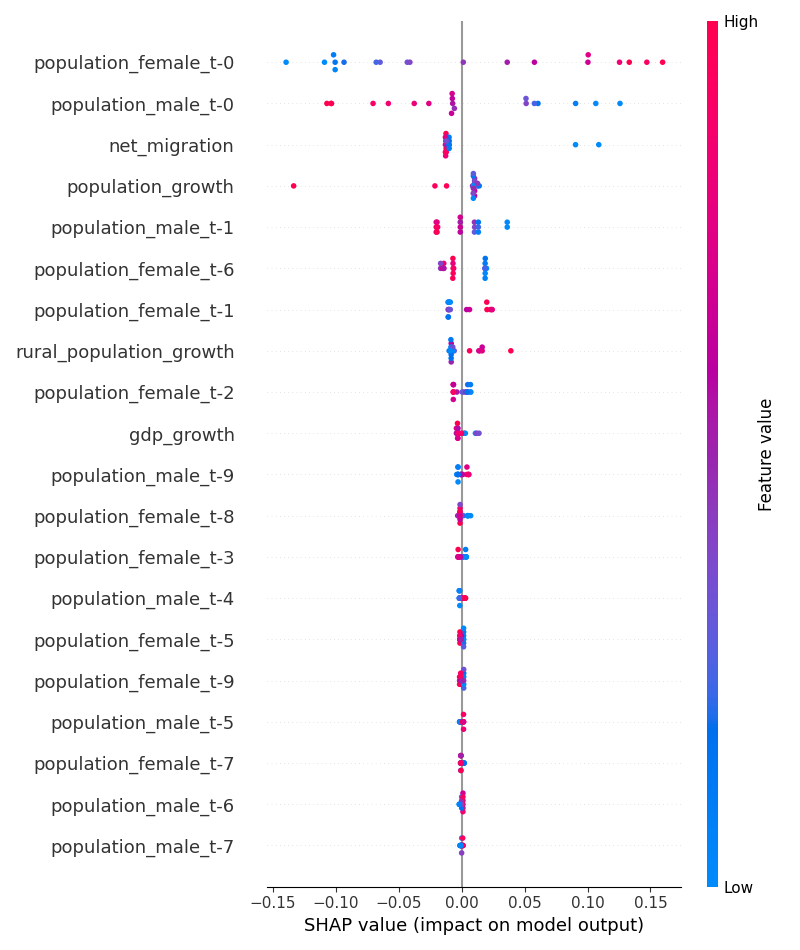 High
population_female_t-0
population_male_t-0
net_migration
population_growth
population_male_t-1
population_female_t-6
population_female_t-1
rural_population_growth
population_female_t-2
gdp_growth
population_male_t-9
population_female_t-8
population_female_t-3
population_male_t-4
population_female_t-5
population_female_t-9
population_male_t-5
population_female_t-7
population_male_t-6
population_male_t-7
Feature value
Low
−0.15 −0.10 −0.05 0.00 0.05 0.10 0.15
SHAP value (impact on model output)